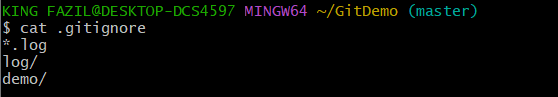 KING FAZIL@DESKTOP-DCS4597 MINGW64 ~/GitDemo (master)
$ cat .gitignore
*.log
log/
demo/